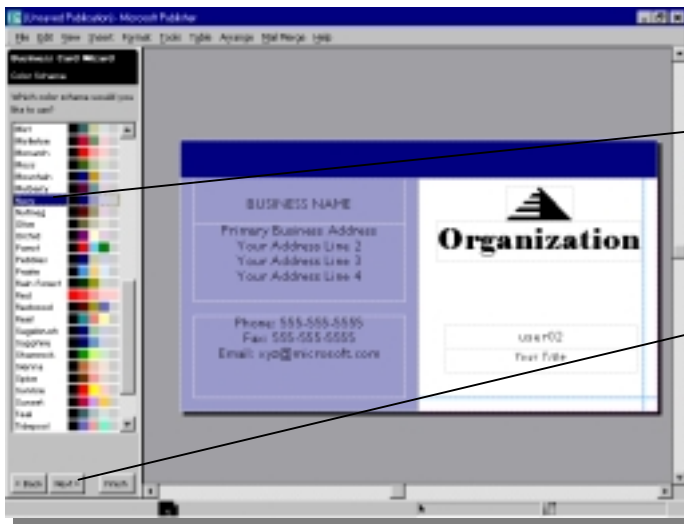 (Unsaved Publication) - Microsoft Publisher
File Edit View Insert Format Tools Table Arrange Mail Merge Help
Business Card Wizard
Color Scheme
Which color scheme would you
like to use?
Mist
Mistletoe
Monarch
Moss
Mountain
Mulberry
Navy
Nutmeg
Olive
Orchid
Parrot
Pebbles
Prairie
Rain Forest
Red
Redwood
Reef
Sagebrush
Sapphire
Shamrock
Sienna
Spice
Sunrise
Sunset
Teal
Tidepool
< Back Next > Finish
BUSINESS NAME
Primary Business Address
Your Address Line 2
Your Address Line 3
Your Address Line 4
Phone: 555-555-5555
Fax: 555-555-5555
Email: xyz@microsoft.com
Organization
user02
Your Title